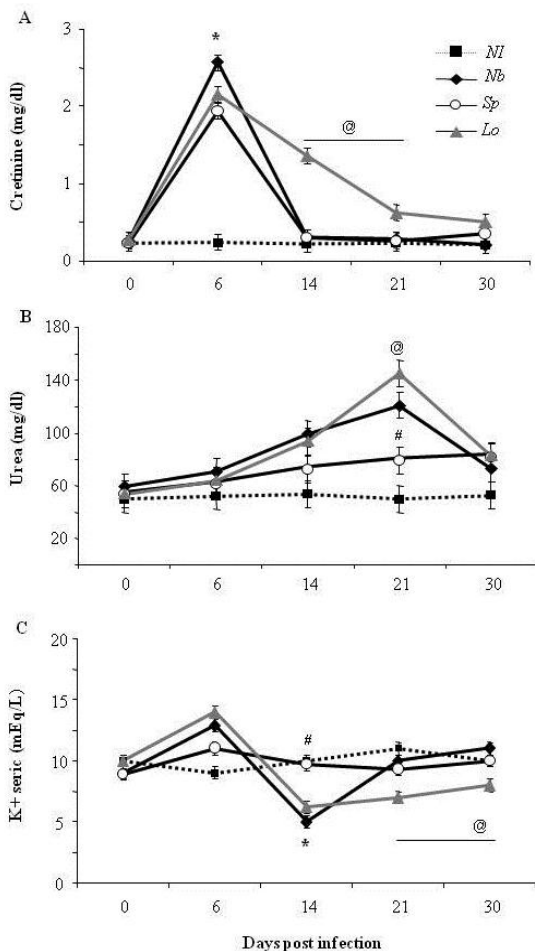 A
Cretinine (mg/dl)
3
2
1
0
*
@
NI
Nb
Sp
Lo
0 6 14 21 30
B
Urea (mg/dl)
180
140
100
60
20
@
#
0 6 14 21 30
C
K+ seric (mEq/L)
20
15
10
5
0
#
*
@
0 6 14 21 30
Days post infection